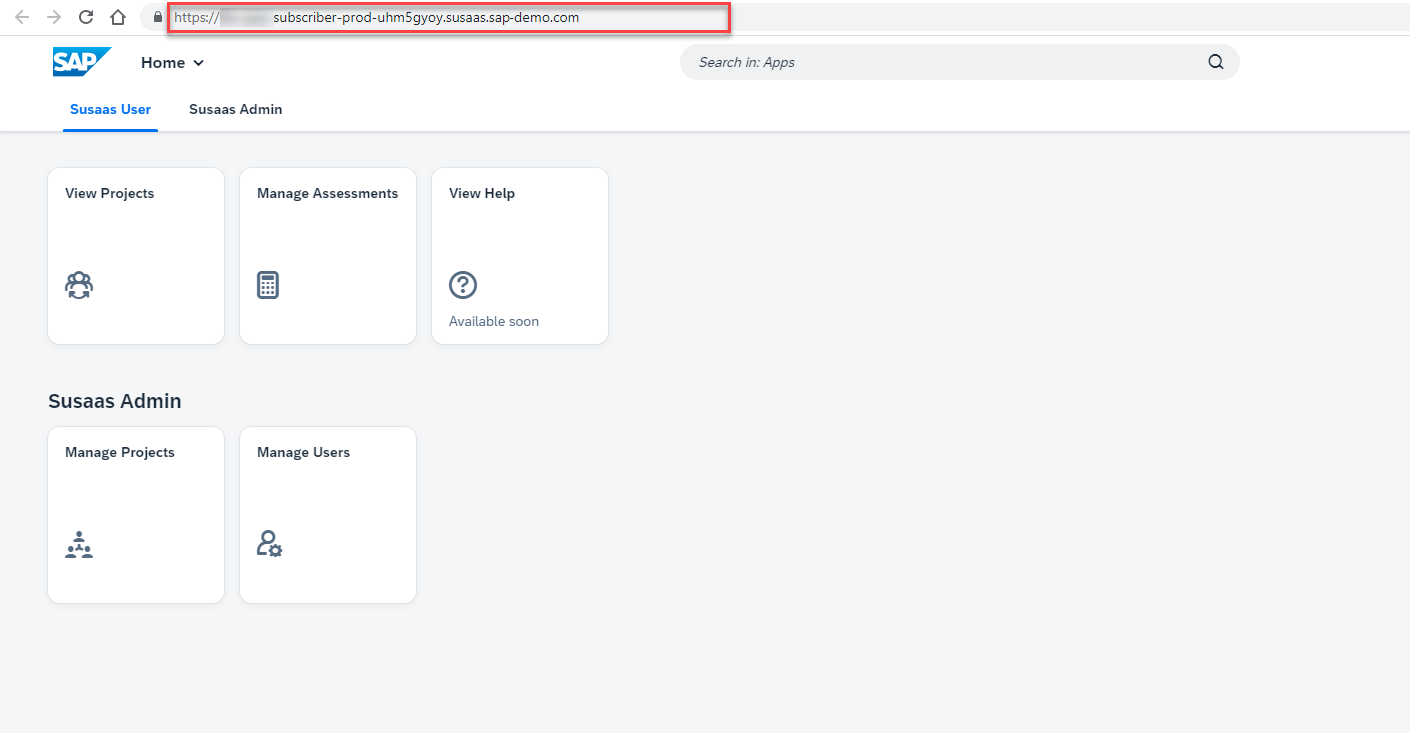 https:// subscriber-prod-uhm5gyoy.susaas.sap-demo.com
SAP Home Search in: Apps
Susaas User Susaas Admin
View Projects Manage Assessments View Help
Available soon
Susaas Admin
Manage Projects Manage Users